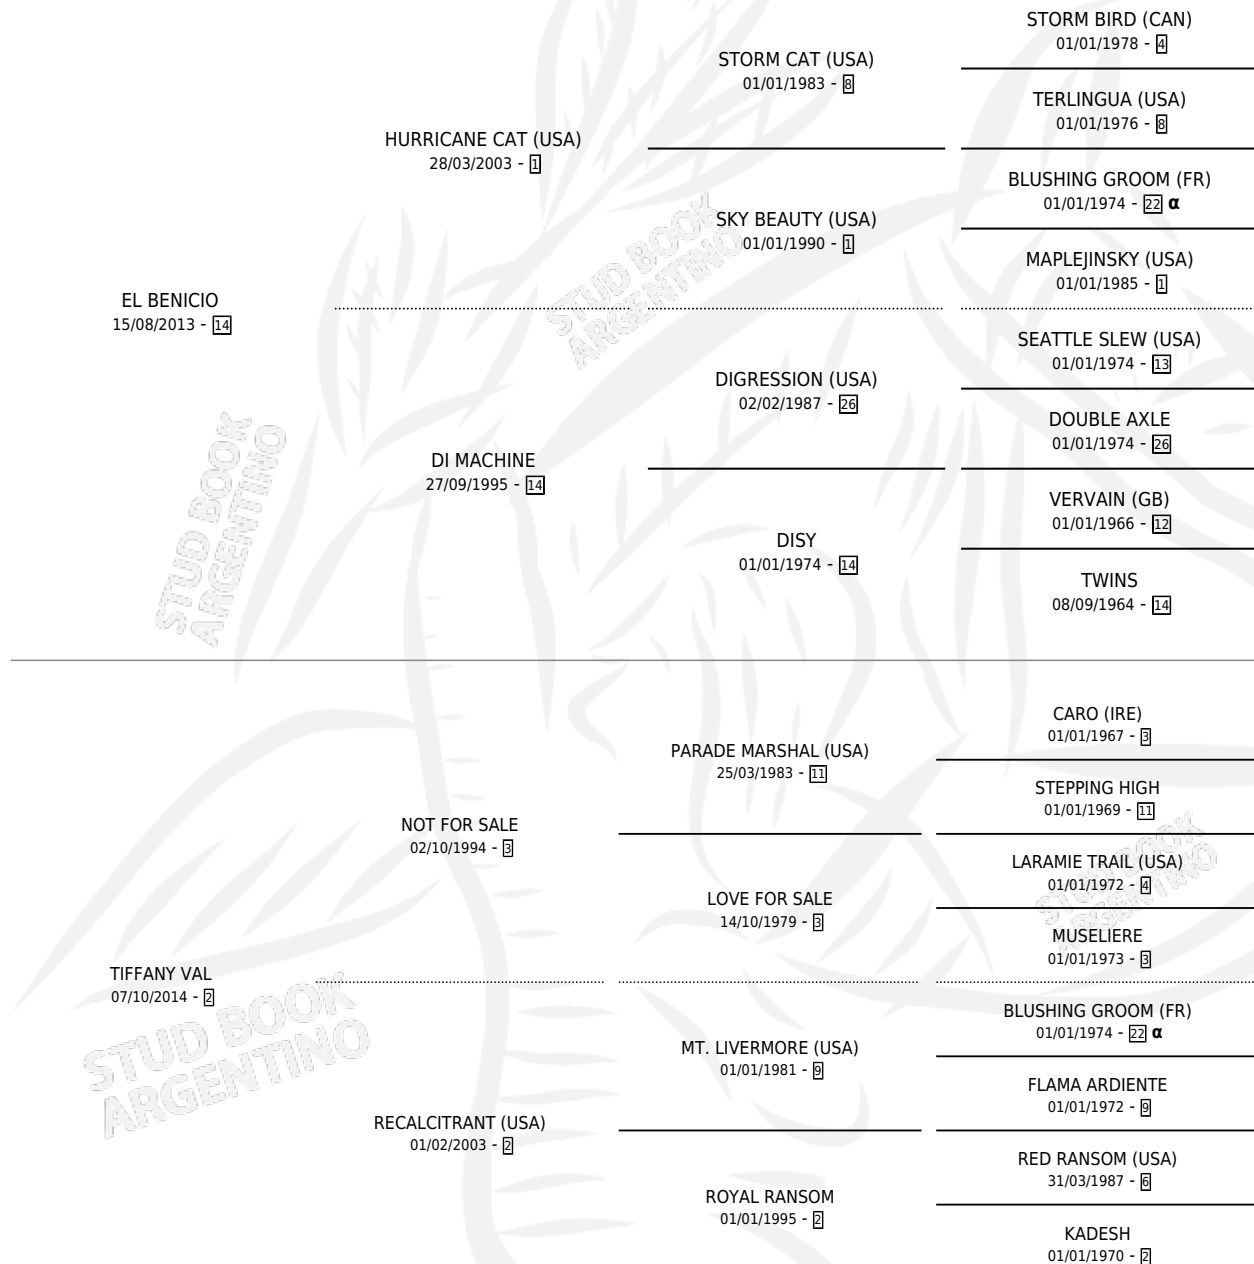 STORM BIRD (CAN)
01/01/1978 - 4
STORM CAT (USA)
01/01/1983 - 8
TERLINGUA (USA)
01/01/1976 - 8
HURRICANE CAT (USA)
28/03/2003 - 1
BLUSHING GROOM (FR)
01/01/1974 - 22 α
SKY BEAUTY (USA)
01/01/1990 - 1
MAPLEJINSKY (USA)
01/01/1985 - 1
EL BENICIO
15/08/2013 - 14
SEATTLE SLEW (USA)
01/01/1974 - 13
DIGRESSION (USA)
02/02/1987 - 26
DOUBLE AXLE
01/01/1974 - 26
DI MACHINE
27/09/1995 - 14
VERVAIN (GB)
01/01/1966 - 12
DISY
01/01/1974 - 14
TWINS
08/09/1964 - 14
CARO (IRE)
01/01/1967 - 3
PARADE MARSHAL (USA)
25/03/1983 - 11
STEPPING HIGH
01/01/1969 - 11
NOT FOR SALE
02/10/1994 - 3
LARAMIE TRAIL (USA)
01/01/1972 - 4
LOVE FOR SALE
14/10/1979 - 3
MUSELIERE
01/01/1973 - 3
TIFFANY VAL
07/10/2014 - 2
BLUSHING GROOM (FR)
01/01/1974 - 22 α
MT. LIVERMORE (USA)
01/01/1981 - 9
FLAMA ARDIENTE
01/01/1972 - 9
RECALCITRANT (USA)
01/02/2003 - 2
RED RANSOM (USA)
31/03/1987 - 6
ROYAL RANSOM
01/01/1995 - 2
KADESH
01/01/1970 - 2
STUD BOOK
ARGENTINO
STUD BOOK
ARGENTINO
STUD BOOK
ARGENTINO
STUD BOOK
ARGENTINO